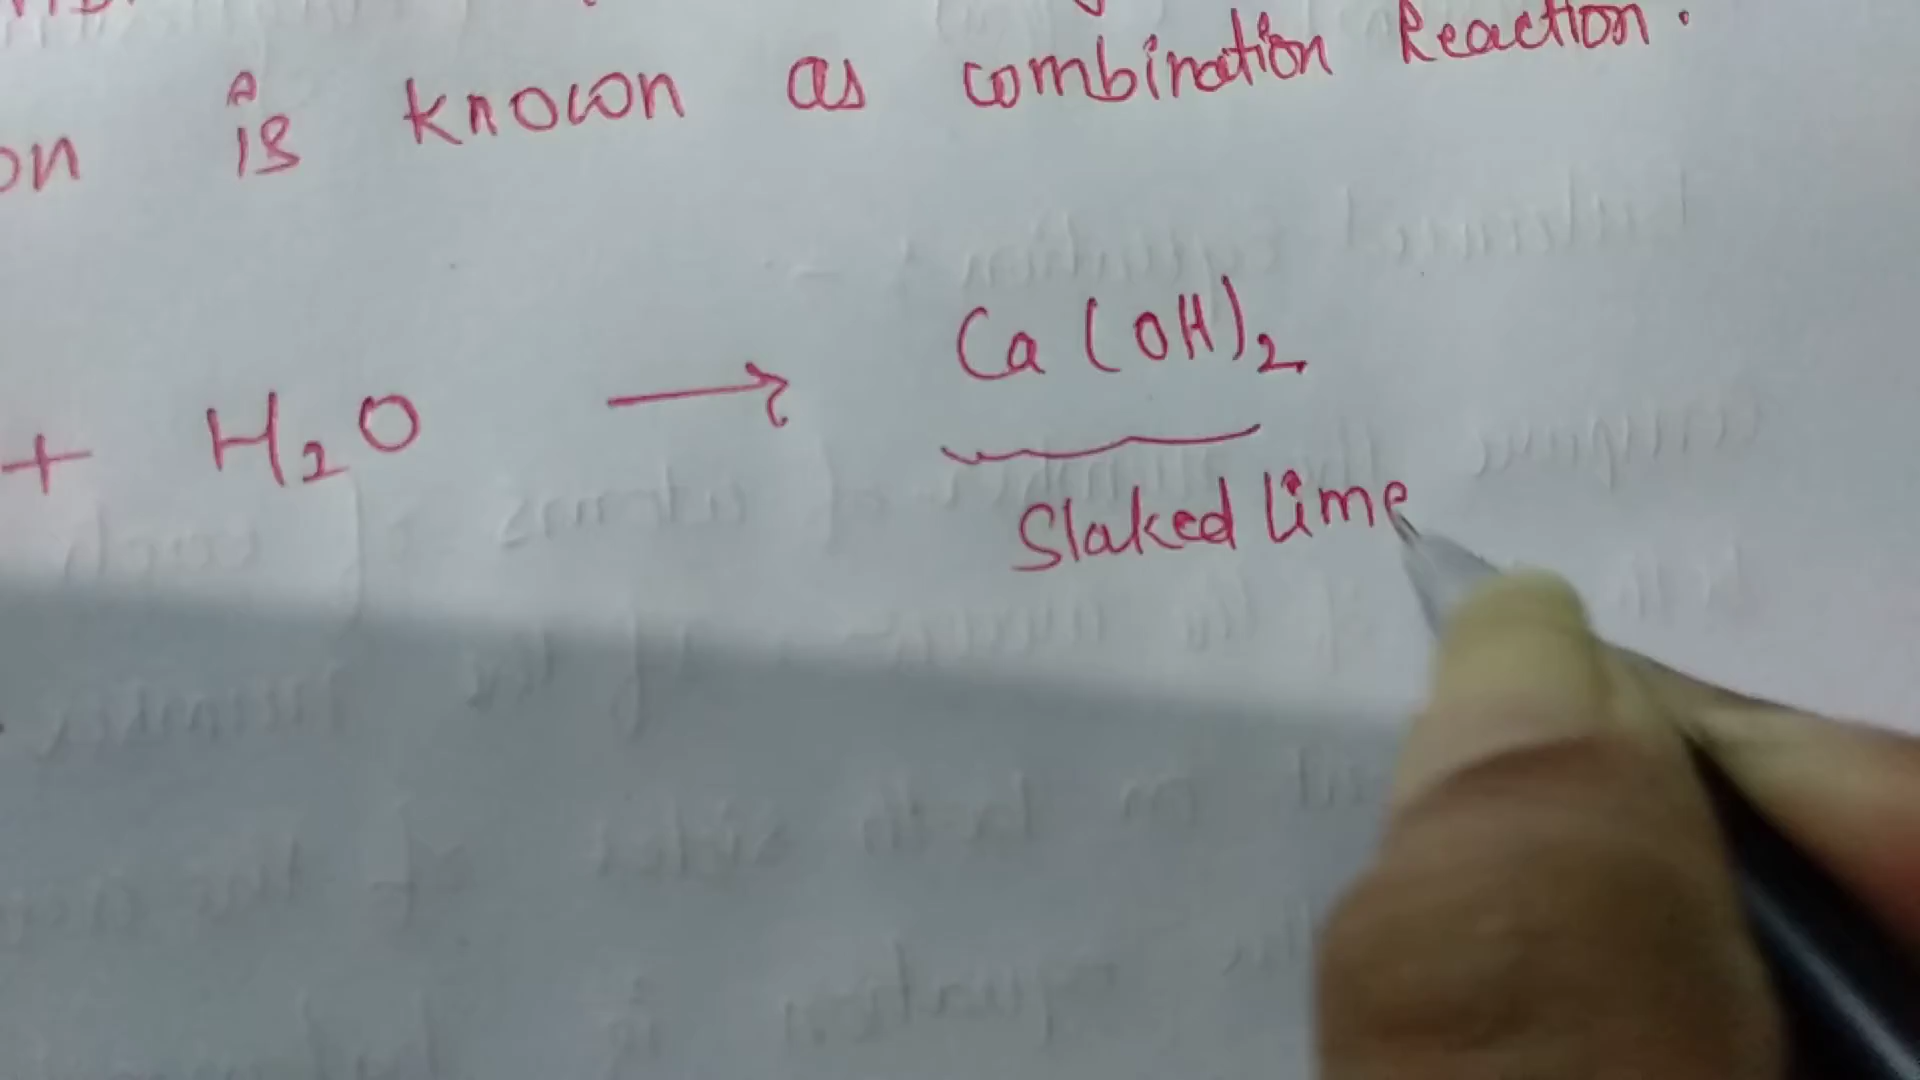 on is known as combination Reaction.
+ H₂O → Ca(OH)₂
Slaked lime